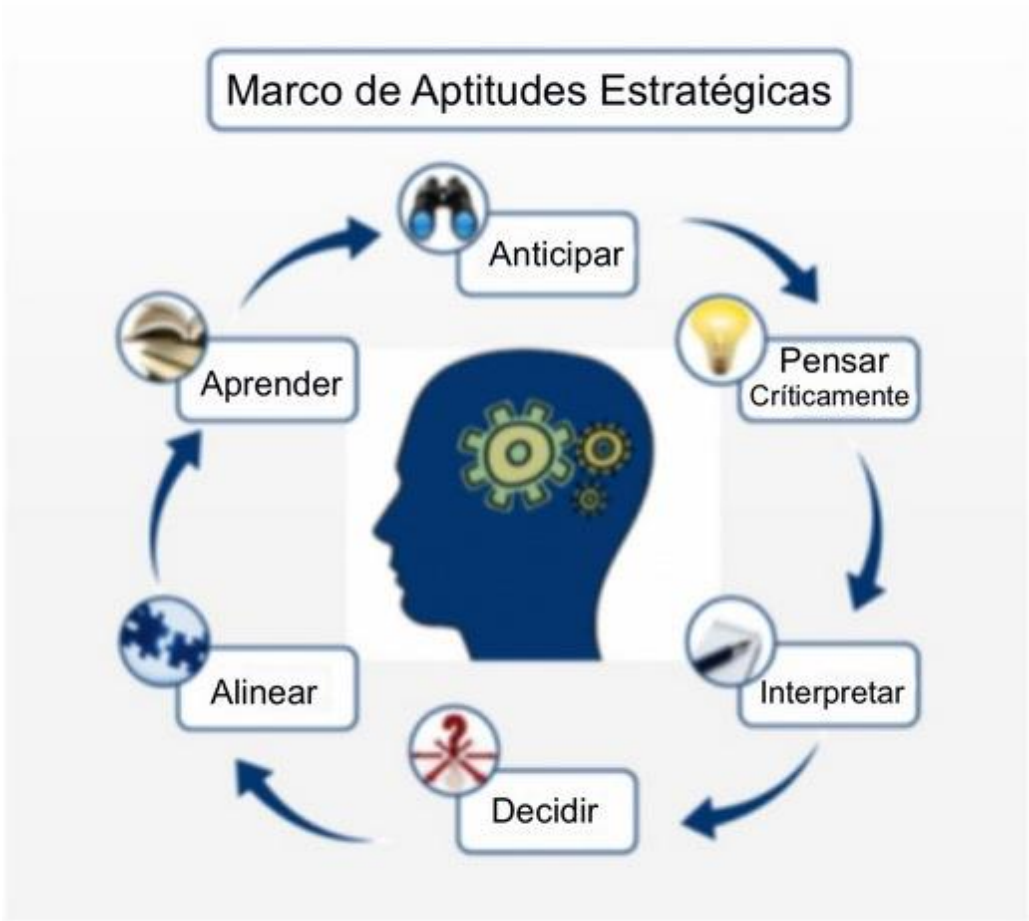 Marco de Aptitudes Estratégicas
Anticipar
Pensar
Críticamente
Interpretar
Decidir
Alinear
Aprender